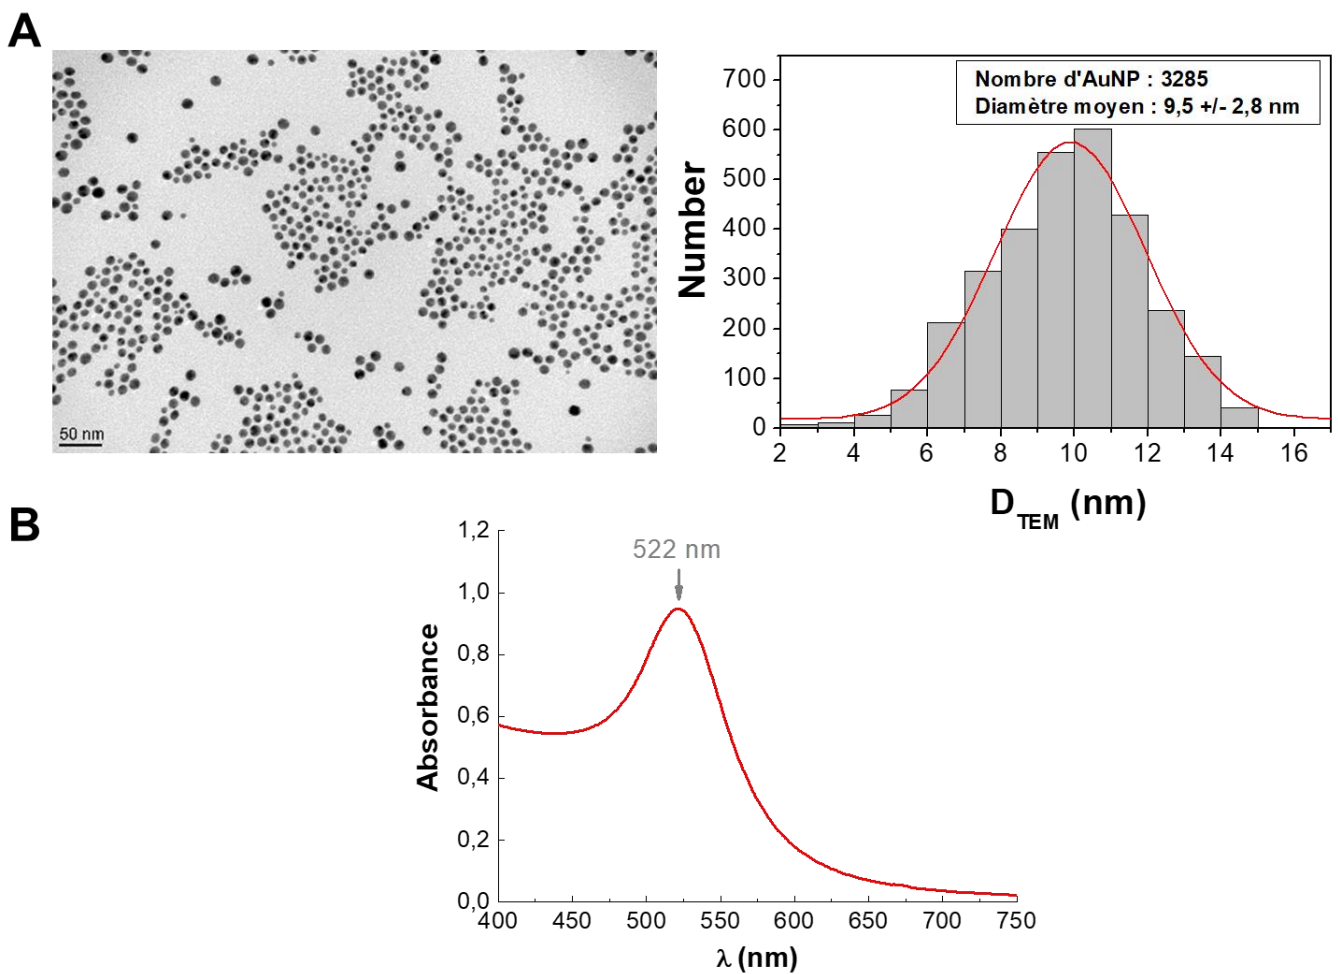 A
50 nm
Nombre d'AuNP : 3285
Diamètre moyen : 9,5 +/- 2,8 nm
Number
700
600
500
400
300
200
100
0
2 4 6 8 10 12 14 16
D_TEM (nm)
B
522 nm
Absorbance
1,2
1,0
0,8
0,6
0,4
0,2
0,0
400 450 500 550 600 650 700 750
λ (nm)